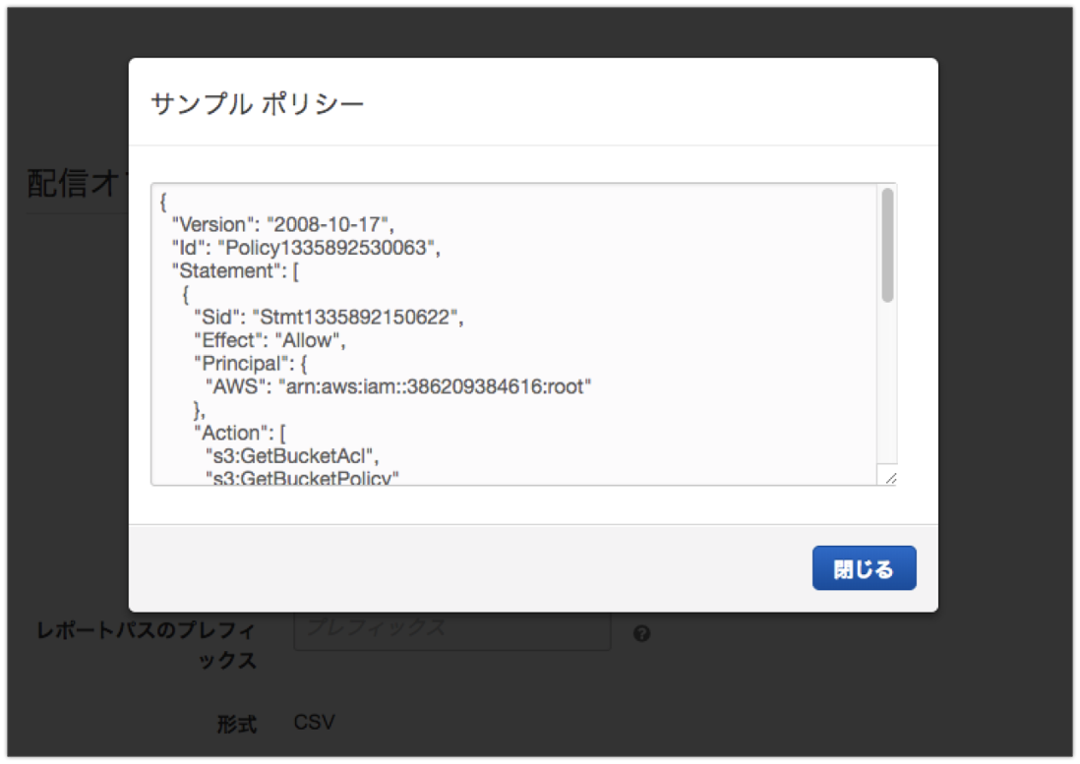 サンプル ポリシー
配信オ
{
"Version": "2008-10-17",
"Id": "Policy1335892530063",
"Statement": [
{
"Sid": "Stmt1335892150622",
"Effect": "Allow",
"Principal": {
"AWS": "arn:aws:iam::386209384616:root"
},
"Action": [
"s3:GetBucketAcl",
"s3:GetBucketPolicy"
閉じる
レポートパスのプレフィ
ックス
プレフィックス
?
形式
CSV